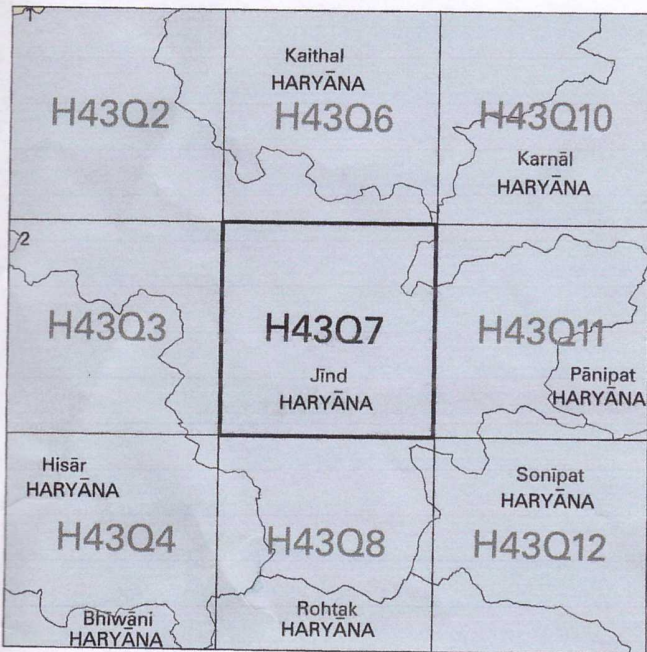 1
H43Q2
Kaithal
HARYĀNA
H43Q6
H43Q10
Karnāl
HARYĀNA
2
H43Q3
H43Q7
Jīnd
HARYĀNA
H43Q11
Pānipat
HARYĀNA
Hisār
HARYĀNA
H43Q4
Bhiwāni
HARYĀNA
H43Q8
Rohtak
HARYĀNA
Sonīpat
HARYĀNA
H43Q12